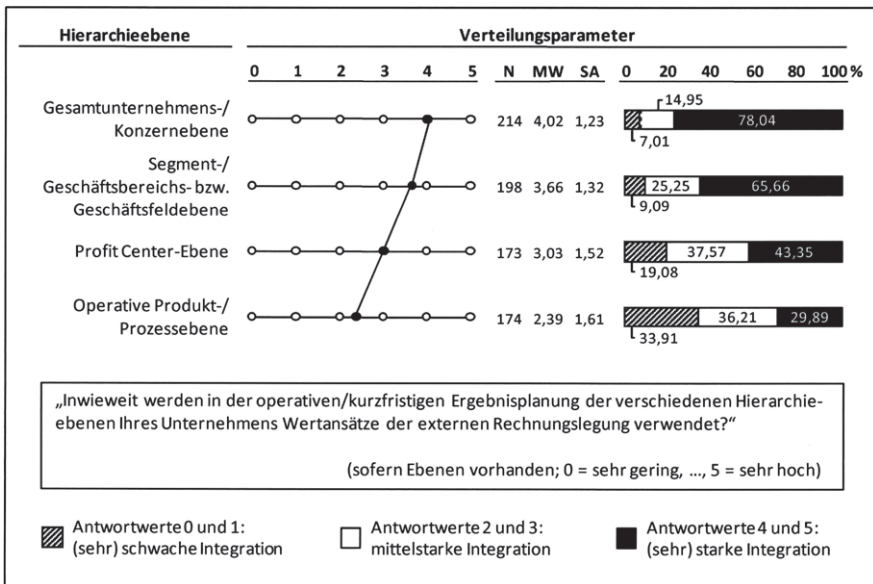 Hierarchieebene Verteilungsparameter
0 1 2 3 4 5 N MW SA 0 20 40 60 80 100 %
Gesamtunternehmens-/
Konzernebene
214 4,02 1,23
14,95
78,04
7,01
Segment-/
Geschäftsbereichs- bzw.
Geschäftsfeldebene
198 3,66 1,32
25,25 65,66
9,09
Profit Center-Ebene
173 3,03 1,52
37,57 43,35
19,08
Operative Produkt-/
Prozessebene
174 2,39 1,61
36,21 29,89
33,91
„Inwieweit werden in der operativen/kurzfristigen Ergebnisplanung der verschiedenen Hierarchie-
ebenen Ihres Unternehmens Wertansätze der externen Rechnungslegung verwendet?“
(sofern Ebenen vorhanden; 0 = sehr gering, ..., 5 = sehr hoch)
Antwortwerte 0 und 1:
(sehr) schwache Integration
Antwortwerte 2 und 3:
mittelstarke Integration
Antwortwerte 4 und 5:
(sehr) starke Integration